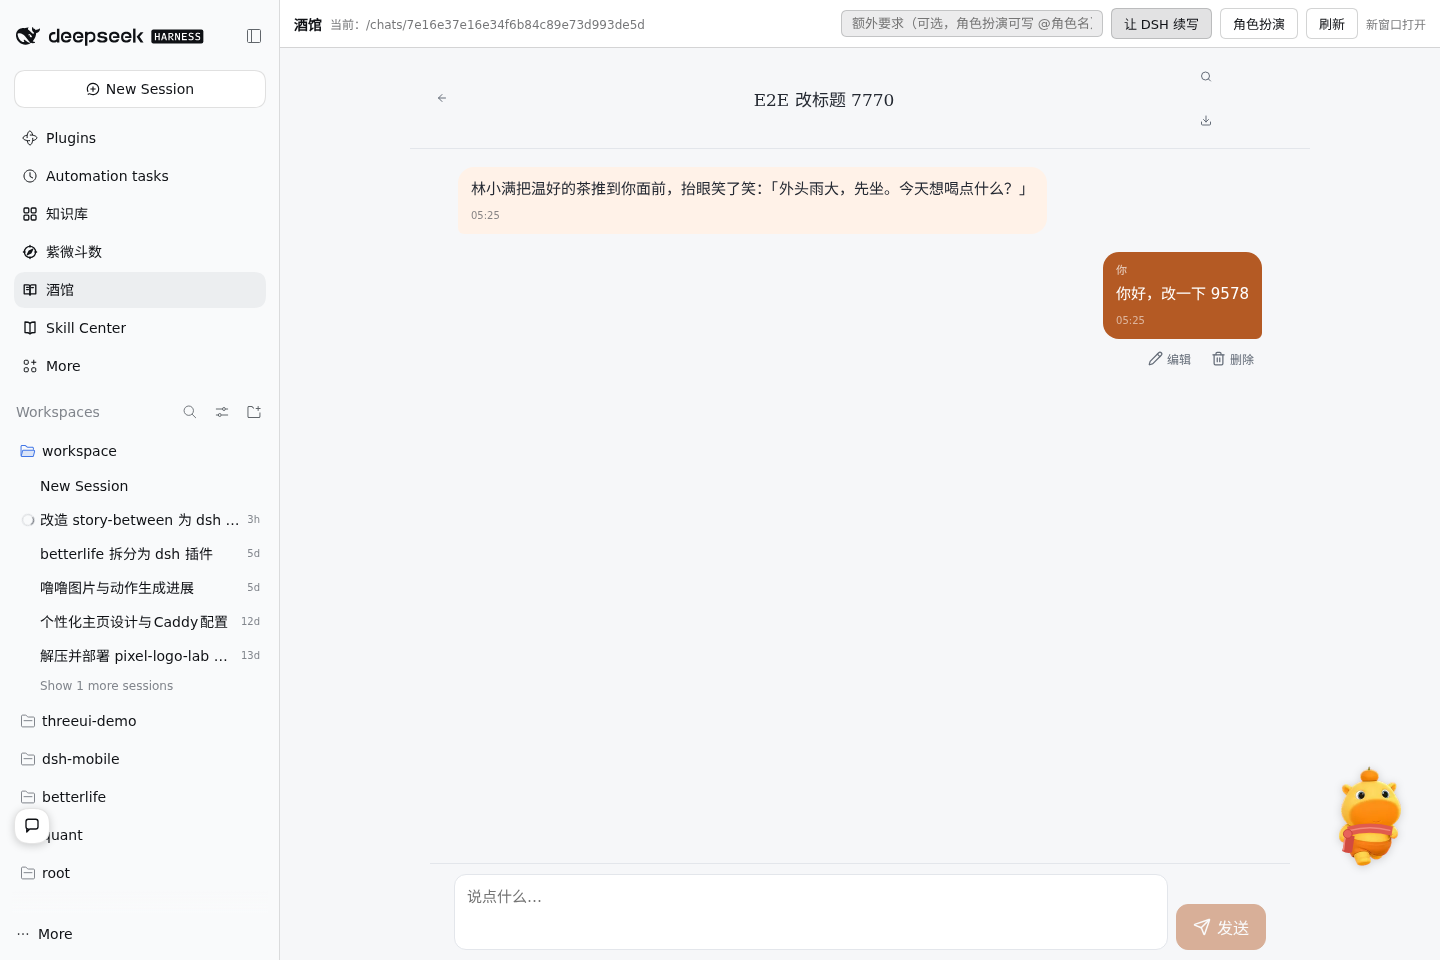 deepseek HARNESS
New Session
Plugins
Automation tasks
知识库
紫微斗数
酒馆
Skill Center
More
Workspaces
workspace
New Session
改造 story-between 为 dsh ... 3h
betterlife 拆分为 dsh 插件 5d
噜噜图片与动作生成进展 5d
个性化主页设计与Caddy配置 12d
解压并部署 pixel-logo-lab ... 13d
Show 1 more sessions
threeui-demo
dsh-mobile
betterlife
quant
root
··· More
酒馆 当前：/chats/7e16e37e16e34f6b84c89e73d993de5d
额外要求（可选，角色扮演可写 @角色名）
让 DSH 续写
角色扮演
刷新
新窗口打开
E2E 改标题 7770
林小满把温好的茶推到你面前，抬眼笑了笑：「外头雨大，先坐。今天想喝点什么？」
05:25
你
你好，改一下 9578
05:25
编辑 删除
说点什么...
发送